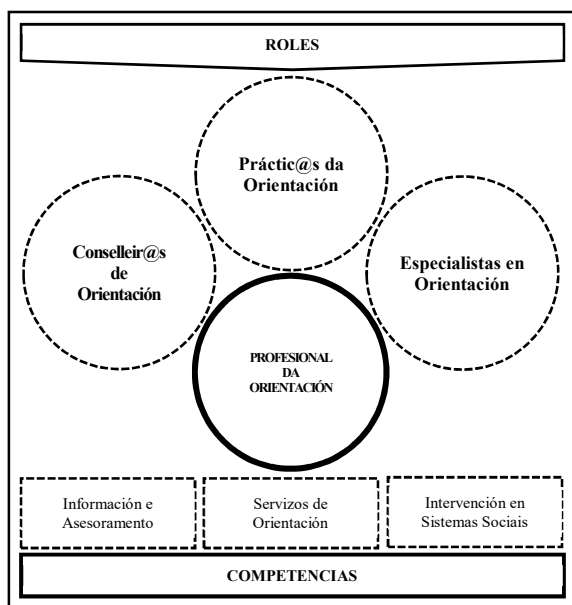 ROLES
Práctic@s da
Orientación
Conselleir@s
de
Orientación
Especialistas en
Orientación
PROFESIONAL
DA
ORIENTACIÓN
Información e
Asesoramento
Servizos de
Orientación
Intervención en
Sistemas Sociais
COMPETENCIAS